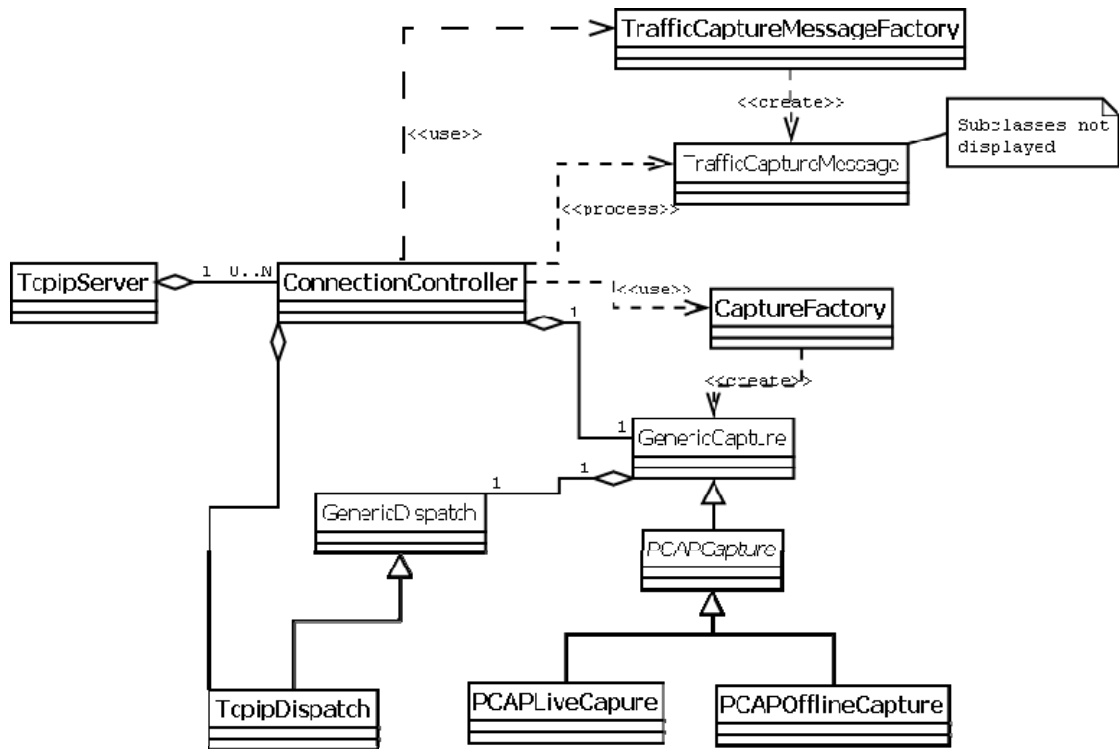 TrafficCaptureMessageFactory
<<create>>
Subclasses not
displayed
<<use>>
TrafficCaptureMessage
<<process>>
TcpipServer
1 0..N
ConnectionController
<<use>>
CaptureFactory
1
<<create>>
1
GenericCapture
1
1
GenericDispatch
PCAPCapture
TcpipDispatch
PCAPLiveCapure
PCAPOfflineCapture